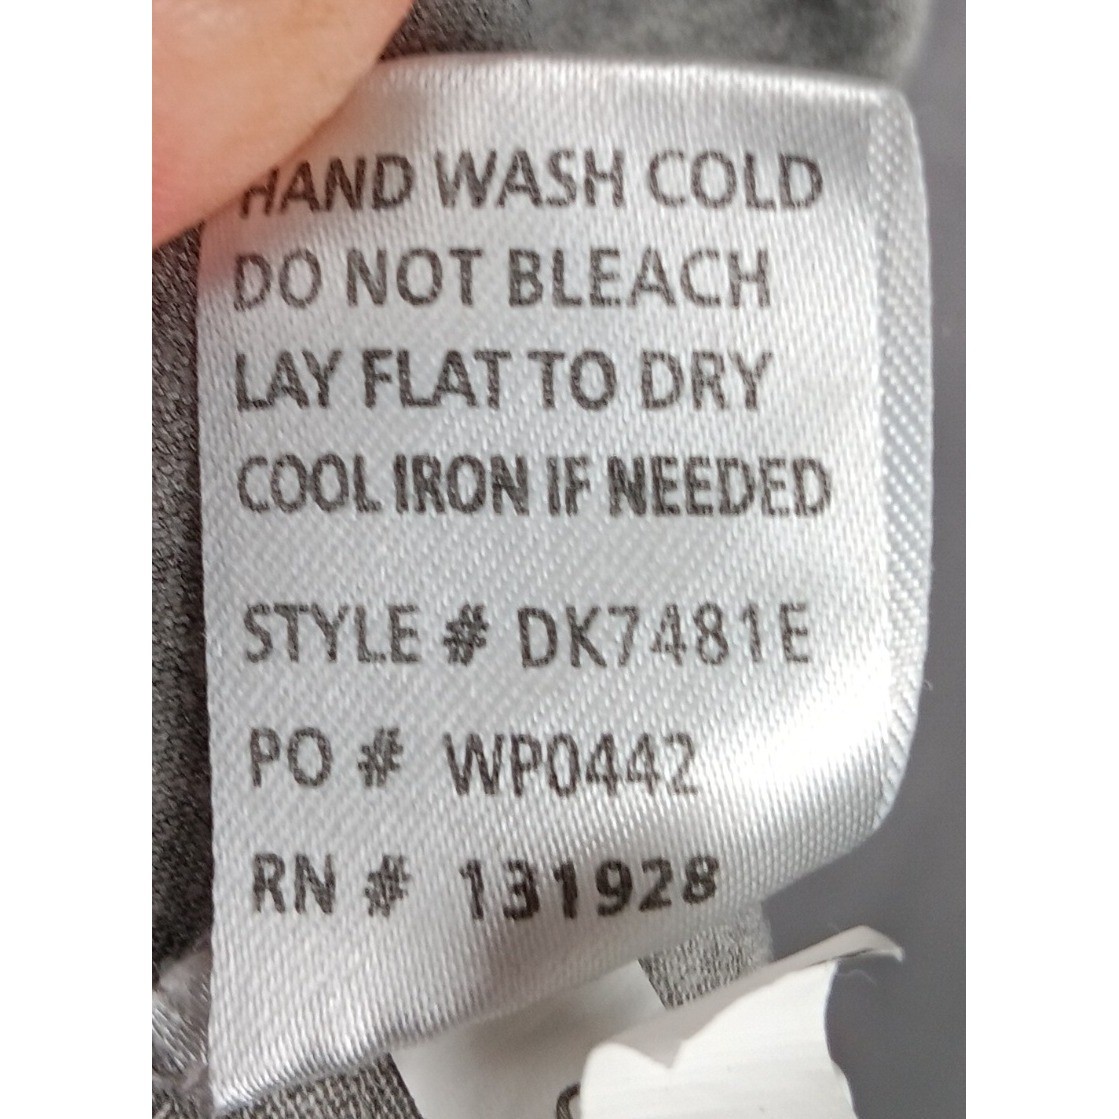 HAND WASH COLD
DO NOT BLEACH
LAY FLAT TO DRY
COOL IRON IF NEEDED
STYLE # DK7481E
PO # WP0442
RN # 131928